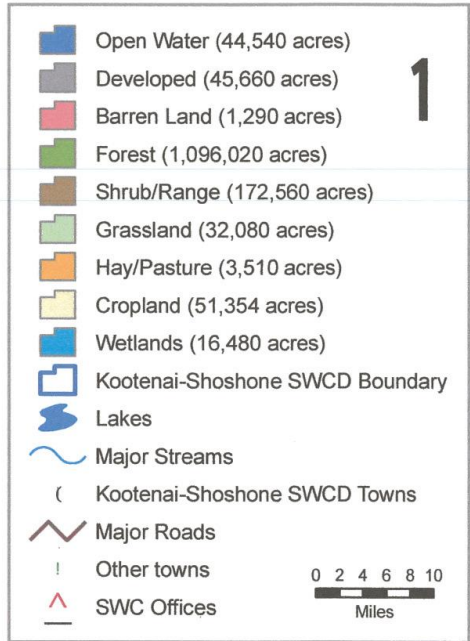 Open Water (44,540 acres)
1
Developed (45,660 acres)
Barren Land (1,290 acres)
Forest (1,096,020 acres)
Shrub/Range (172,560 acres)
Grassland (32,080 acres)
Hay/Pasture (3,510 acres)
Cropland (51,354 acres)
Wetlands (16,480 acres)
Kootenai-Shoshone SWCD Boundary
Lakes
Major Streams
( Kootenai-Shoshone SWCD Towns
Major Roads
! Other towns
SWC Offices
0 2 4 6 8 10
Miles